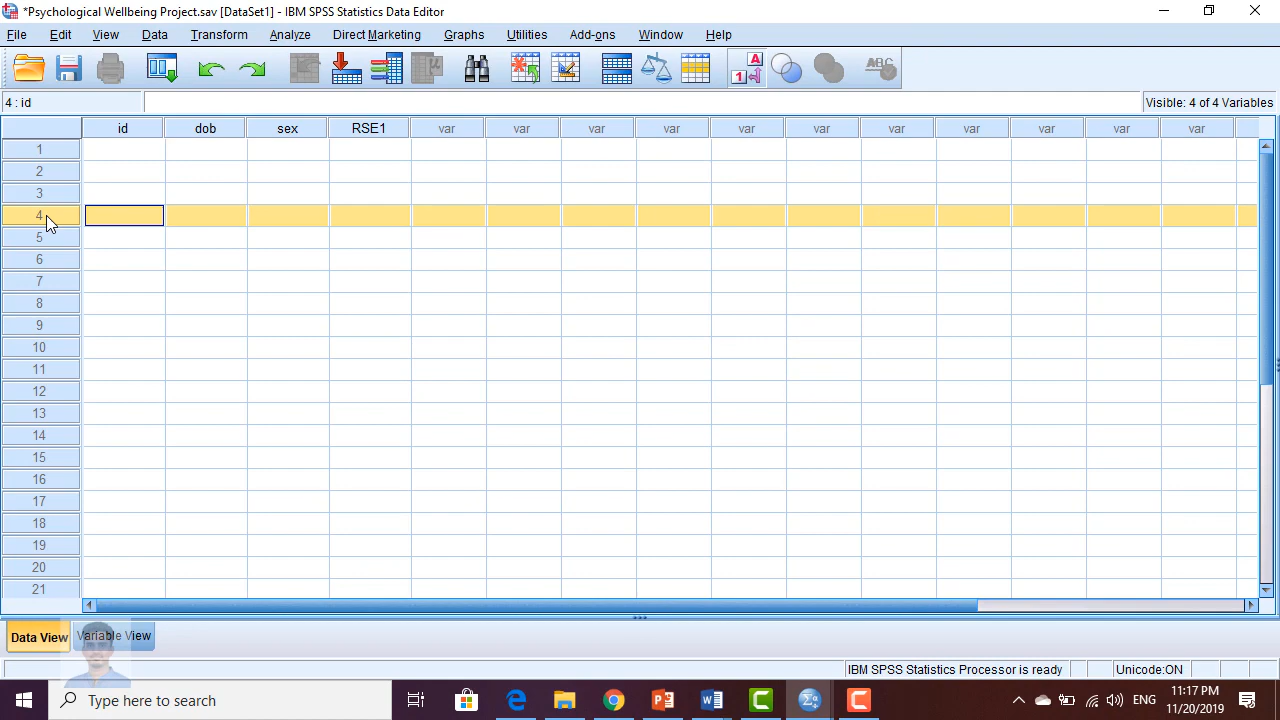 *Psychological Wellbeing Project.sav [DataSet1] - IBM SPSS Statistics Data Editor
File Edit View Data Transform Analyze Direct Marketing Graphs Utilities Add-ons Window Help
A
1
ABC
4 : id
Visible: 4 of 4 Variables
id dob sex RSE1 var var var var var var var var var var var
1
2
3
4
5
6
7
8
9
10
11
12
13
14
15
16
17
18
19
20
21
Data View Variable View
IBM SPSS Statistics Processor is ready Unicode:ON
Type here to search
ENG
11:17 PM
11/20/2019